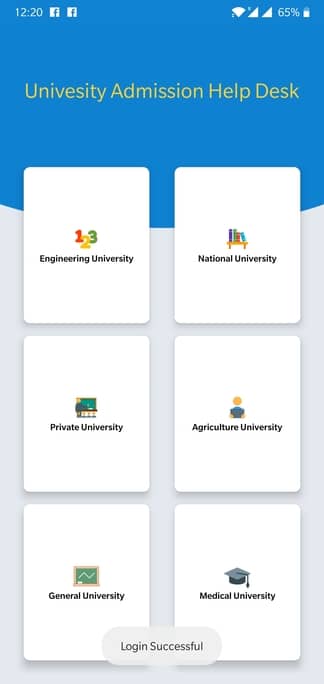 12:20 65%
Univesity Admission Help Desk
123
Engineering University
National University
Private University
Agriculture University
General University
Medical University
Login Successful